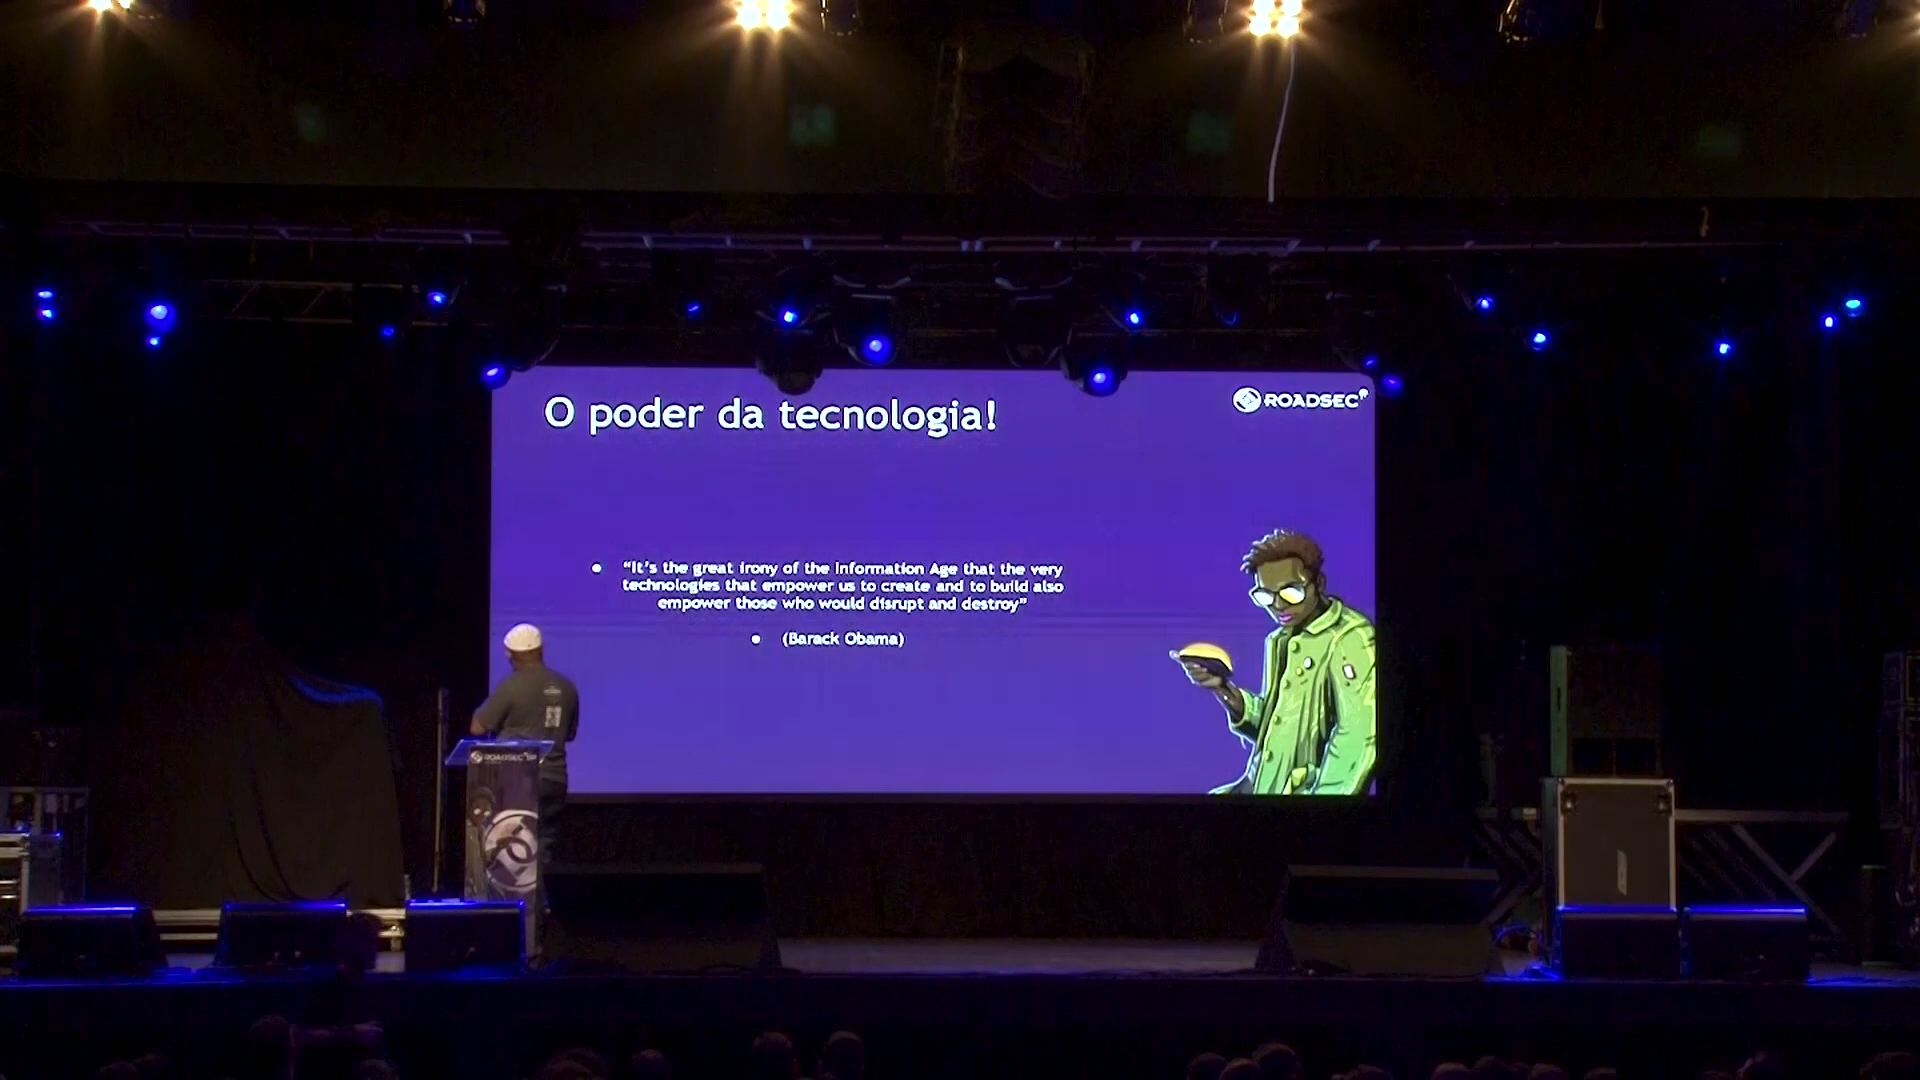 O poder da tecnologia!
ROADSEC
• “It's the great irony of the Information Age that the very
technologies that empower us to create and to build also
empower those who would disrupt and destroy”
• (Barack Obama)
ROADSEC